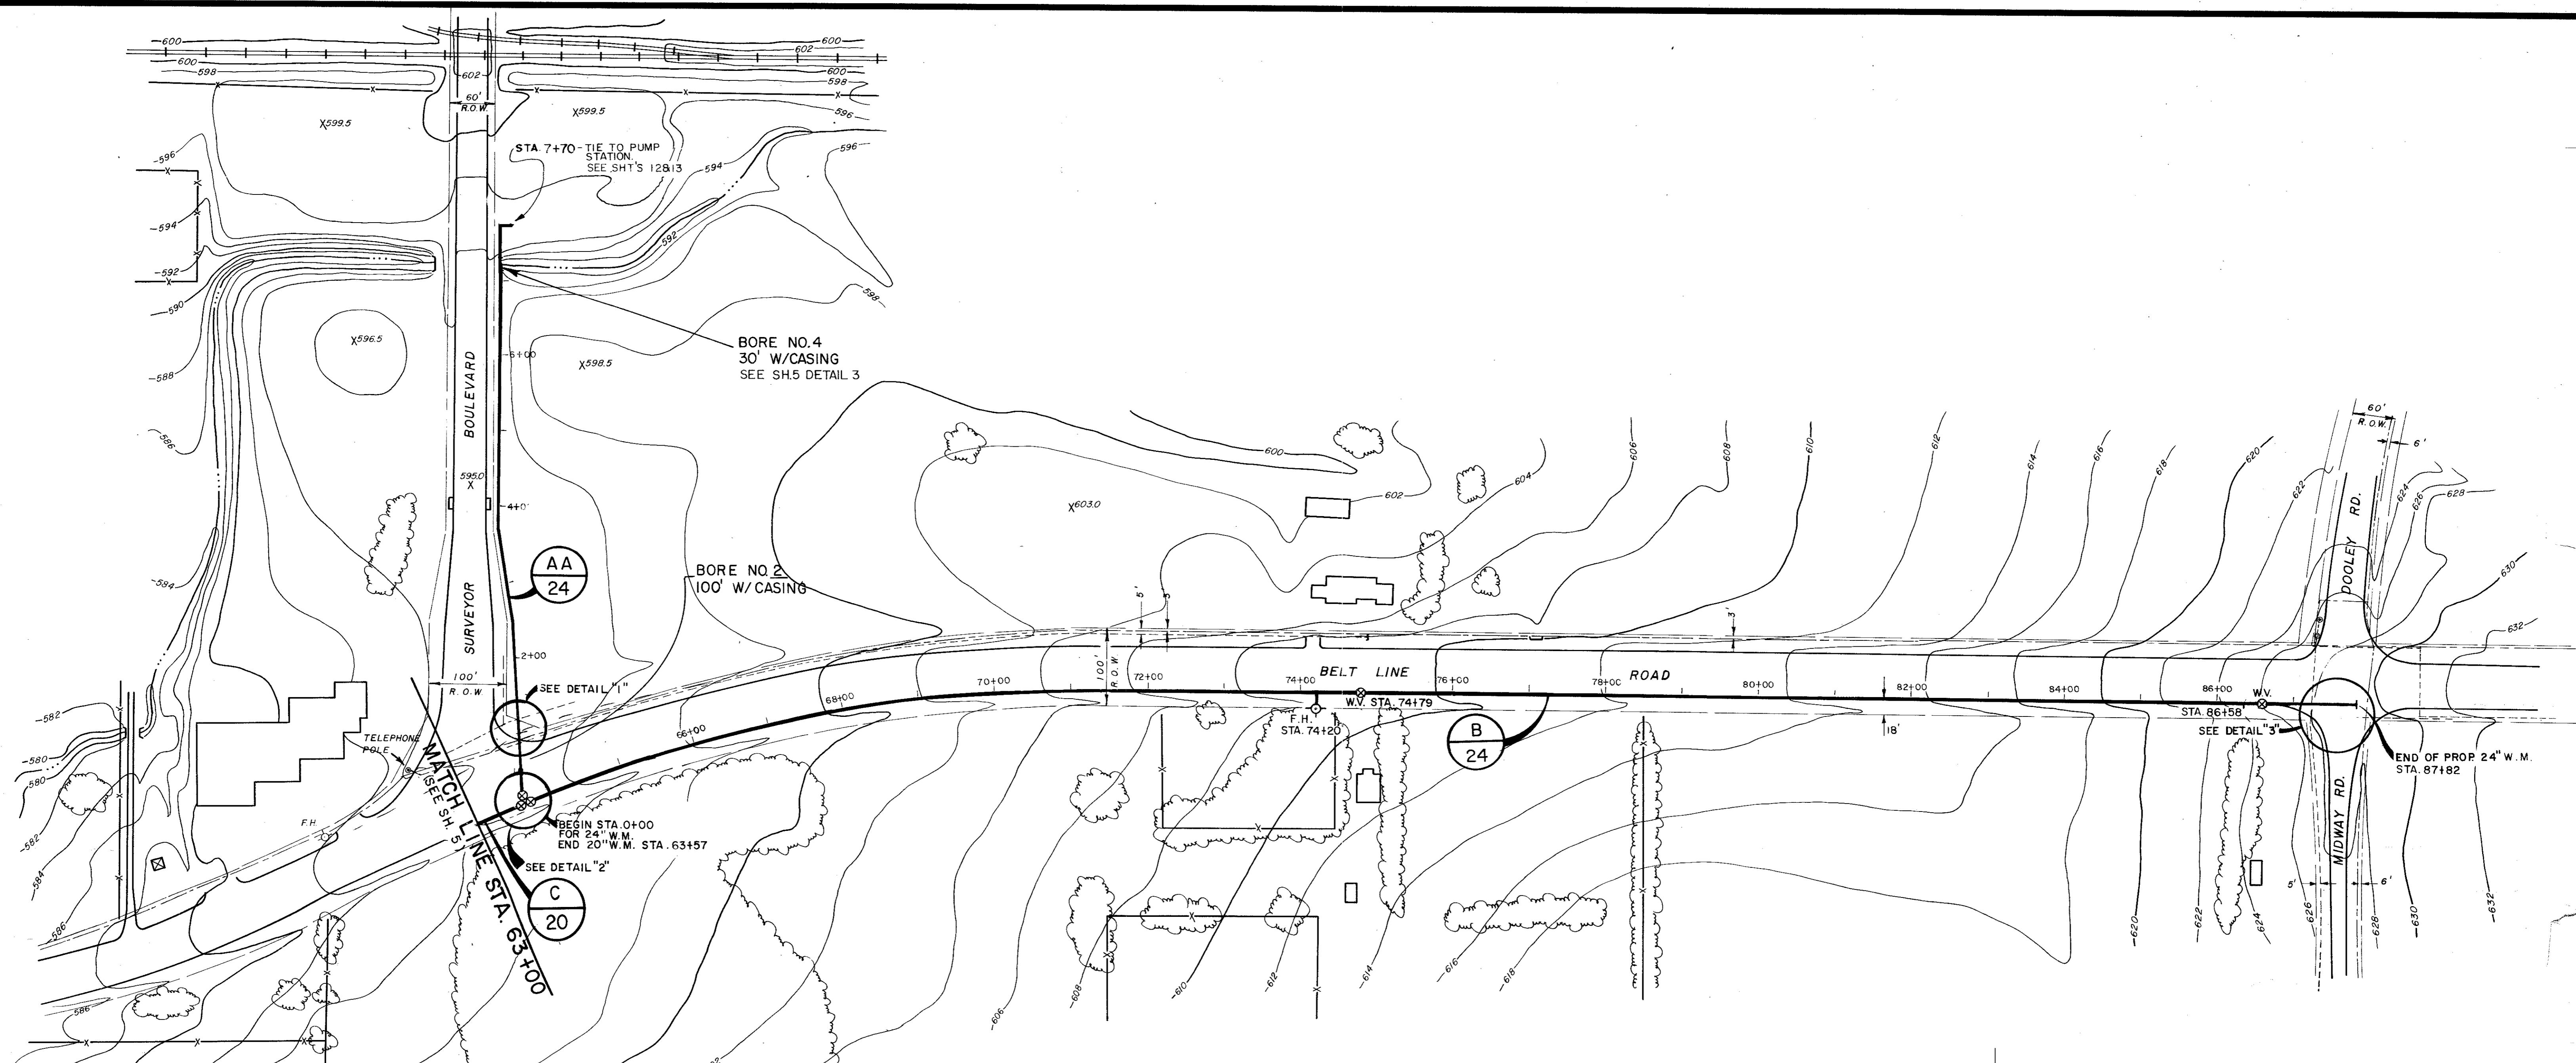 600
600
602
600
598
602
600
598
60'
R.O.W.
X599.5
X599.5
596
596
596
STA. 7+70-TIE TO PUMP
STATION.
SEE SHT'S 12&13
594
594
592
592
590
588
586
598
X596.5
X598.5
6+00
BORE NO.4
30' W/CASING
SEE SH.5 DETAIL 3
BOULEVARD
595.0
X
4+0
600
602
604
606
608
610
612
614
616
618
620
622
624
626
628
630
632
60'
R.O.W.
6'
X603.0
DOOLEY RD.
AA
24
BORE NO.2
100' W/CASING
594
SURVEYOR
2+00
100'
R.O.W.
SEE DETAIL "1"
5'
3'
3'
100'
R.O.W.
BELT LINE ROAD
66+00
68+00
70+00
72+00
74+00
76+00
78+00
80+00
82+00
84+00
86+00
W.V.
W.V. STA. 74+79
F.H.
STA. 74+20
B
24
18'
STA. 86+58
SEE DETAIL "3"
END OF PROP. 24" W.M.
STA. 87+82
TELEPHONE
POLE
MATCH LINE STA. 63+00
(SEE SH. 5)
F.H.
BEGIN STA.0+00
FOR 24" W.M.
END 20" W.M. STA. 63+57
SEE DETAIL "2"
C
20
582
580
580
582
584
586
586
606
608
610
612
614
616
618
620
622
624
626
628
630
632
MIDWAY RD.
5'
6'